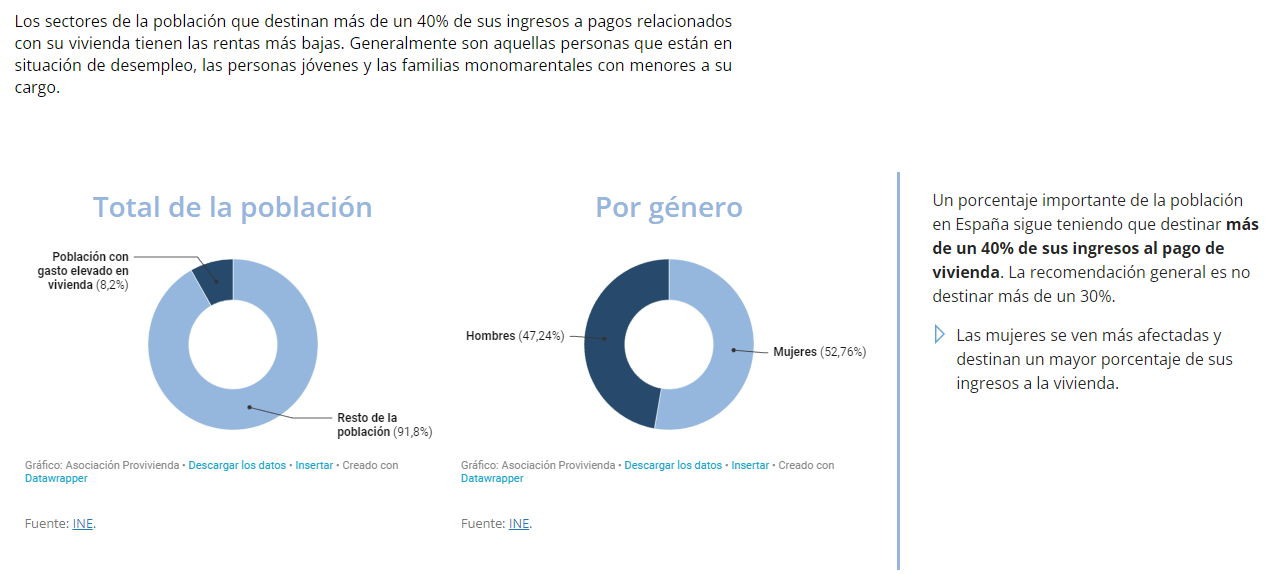 Los sectores de la población que destinan más de un 40% de sus ingresos a pagos relacionados
con su vivienda tienen las rentas más bajas. Generalmente son aquellas personas que están en
situación de desempleo, las personas jóvenes y las familias monomarentales con menores a su
cargo.
Total de la población
Población con
gasto elevado en
vivienda (8,2%)
Resto de la
población (91,8%)
Gráfico: Asociación Provivienda • Descargar los datos • Insertar • Creado con
Datawrapper
Fuente: INE.
Por género
Hombres (47,24%)
Mujeres (52,76%)
Gráfico: Asociación Provivienda • Descargar los datos • Insertar • Creado con
Datawrapper
Fuente: INE.
Un porcentaje importante de la población
en España sigue teniendo que destinar más
de un 40% de sus ingresos al pago de
vivienda. La recomendación general es no
destinar más de un 30%.
Las mujeres se ven más afectadas y
destinan un mayor porcentaje de sus
ingresos a la vivienda.